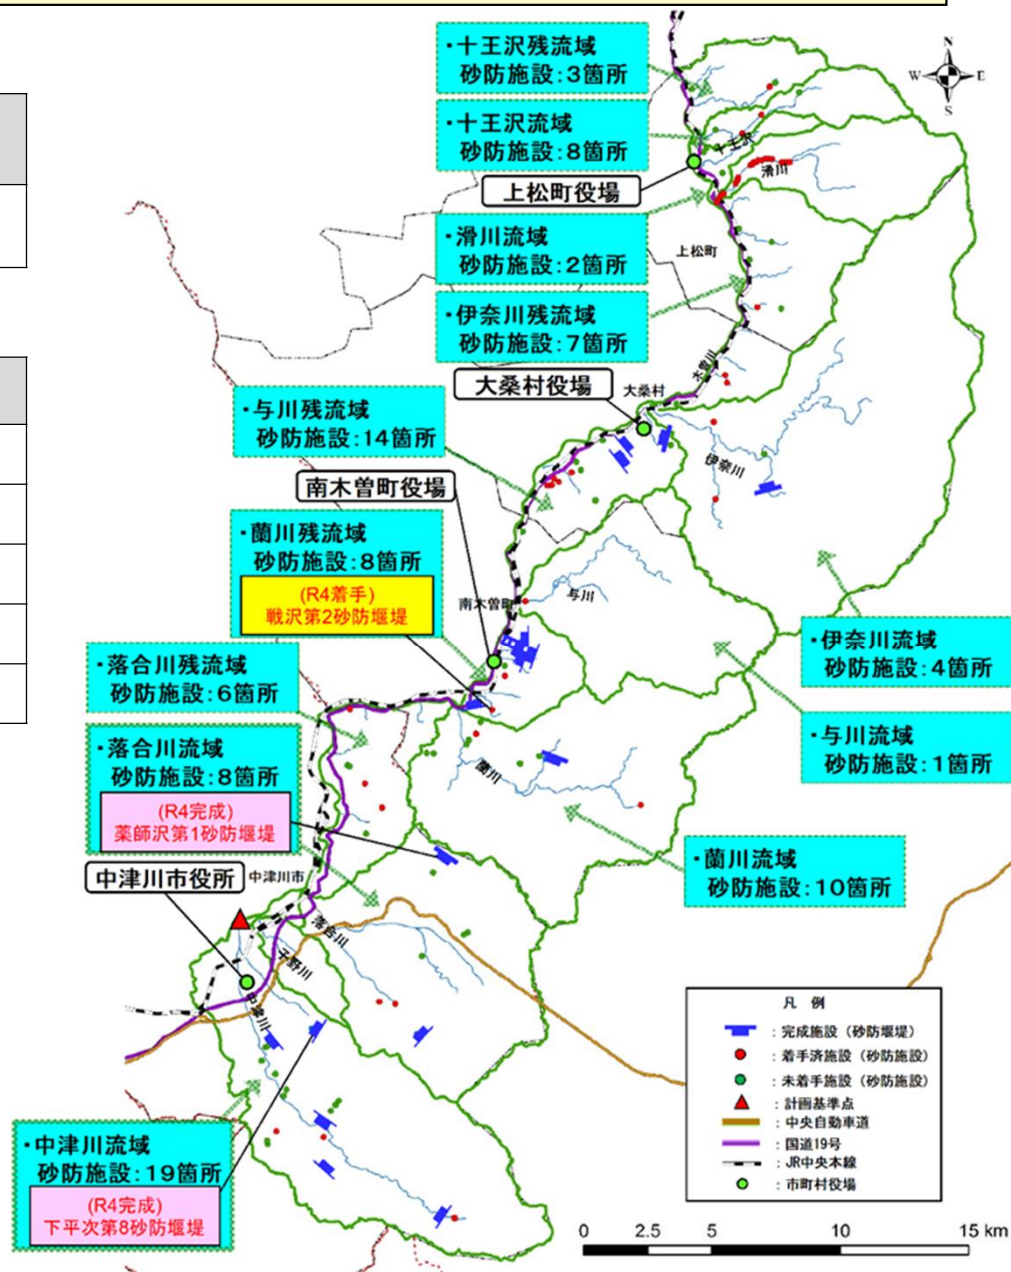 ・十王沢残流域
砂防施設:3箇所
N
W
E
S
・十王沢流域
砂防施設:8箇所
十王沢
上松町役場
滑川
・滑川流域
砂防施設:2箇所
上松町
・伊奈川残流域
砂防施設:7箇所
木曽川
大桑村役場
大桑村
・与川残流域
砂防施設:14箇所
伊奈川
南木曽町役場
・蘭川残流域
砂防施設:8箇所
(R4着手)
戦沢第2砂防堰堤
南木曽町
与川
・伊奈川流域
砂防施設:4箇所
・落合川残流域
砂防施設:6箇所
・与川流域
砂防施設:1箇所
・落合川流域
砂防施設:8箇所
(R4完成)
薬師沢第1砂防堰堤
蘭川
・蘭川流域
砂防施設:10箇所
中津川市役所
中津川市
落合川
子野川
中津川
凡 例
:完成施設(砂防堰堤)
:着手済施設(砂防施設)
:未着手施設(砂防施設)
:計画基準点
:中央自動車道
:国道19号
:JR中央本線
:市町村役場
・中津川流域
砂防施設:19箇所
(R4完成)
下平次第8砂防堰堤
0 2.5 5 10 15 km